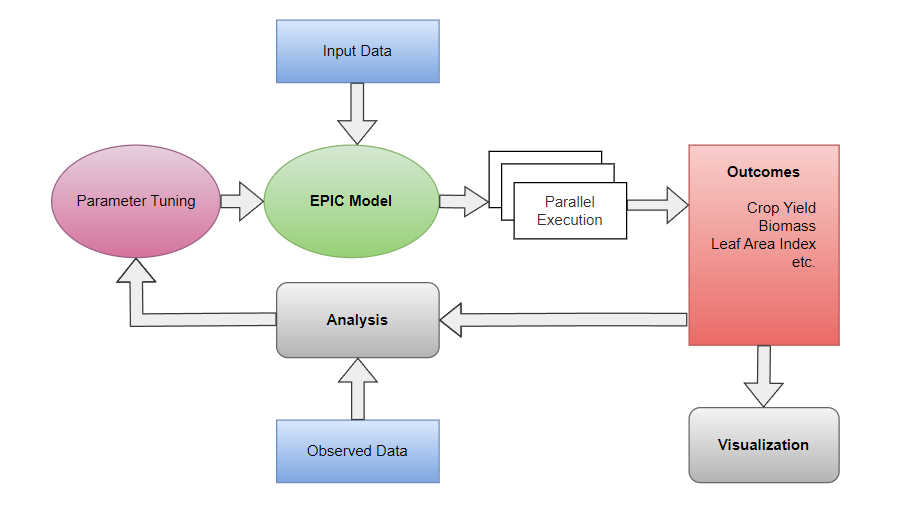 Input Data
Parameter Tuning
EPIC Model
Parallel
Execution
Outcomes
Crop Yield
Biomass
Leaf Area Index
etc.
Analysis
Observed Data
Visualization